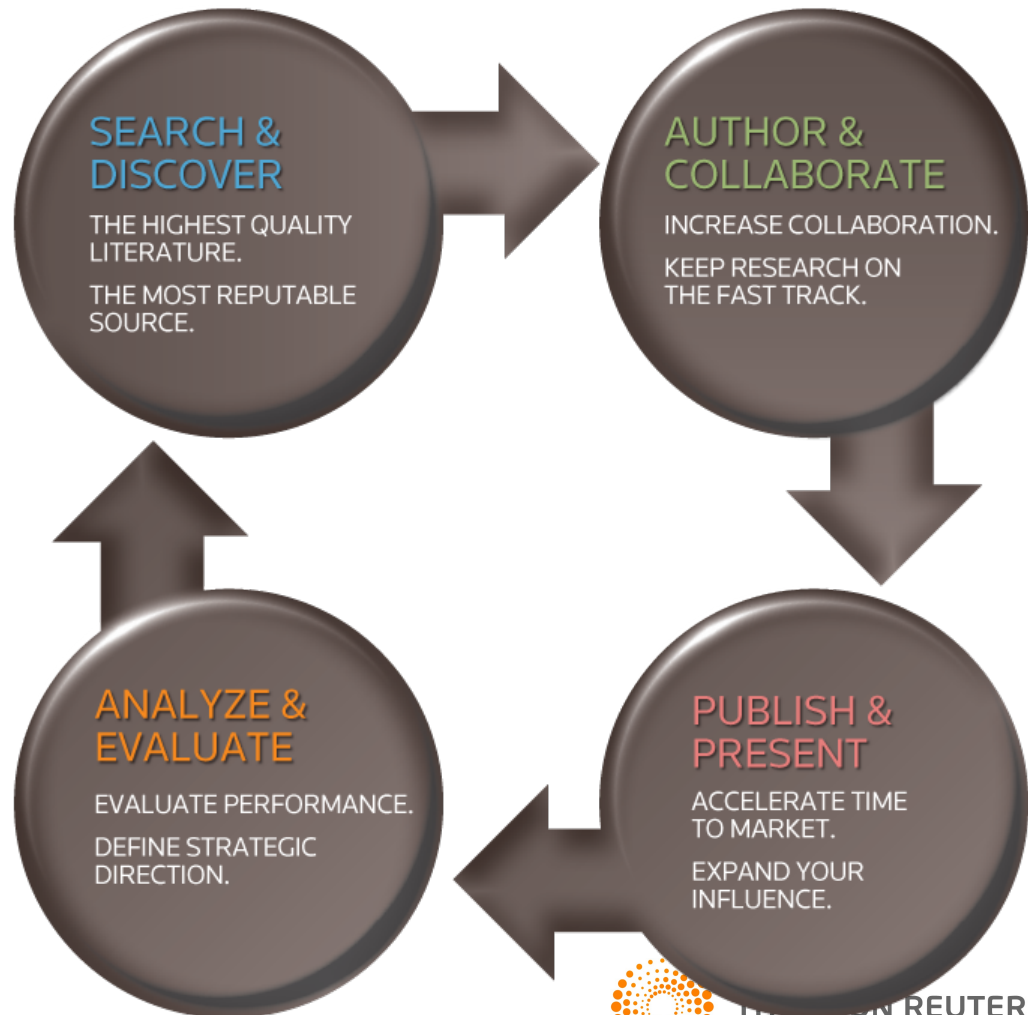 SEARCH &
DISCOVER
THE HIGHEST QUALITY
LITERATURE.
THE MOST REPUTABLE
SOURCE.
AUTHOR &
COLLABORATE
INCREASE COLLABORATION.
KEEP RESEARCH ON
THE FAST TRACK.
ANALYZE &
EVALUATE
EVALUATE PERFORMANCE.
DEFINE STRATEGIC
DIRECTION.
PUBLISH &
PRESENT
ACCELERATE TIME
TO MARKET.
EXPAND YOUR
INFLUENCE.
REUTER